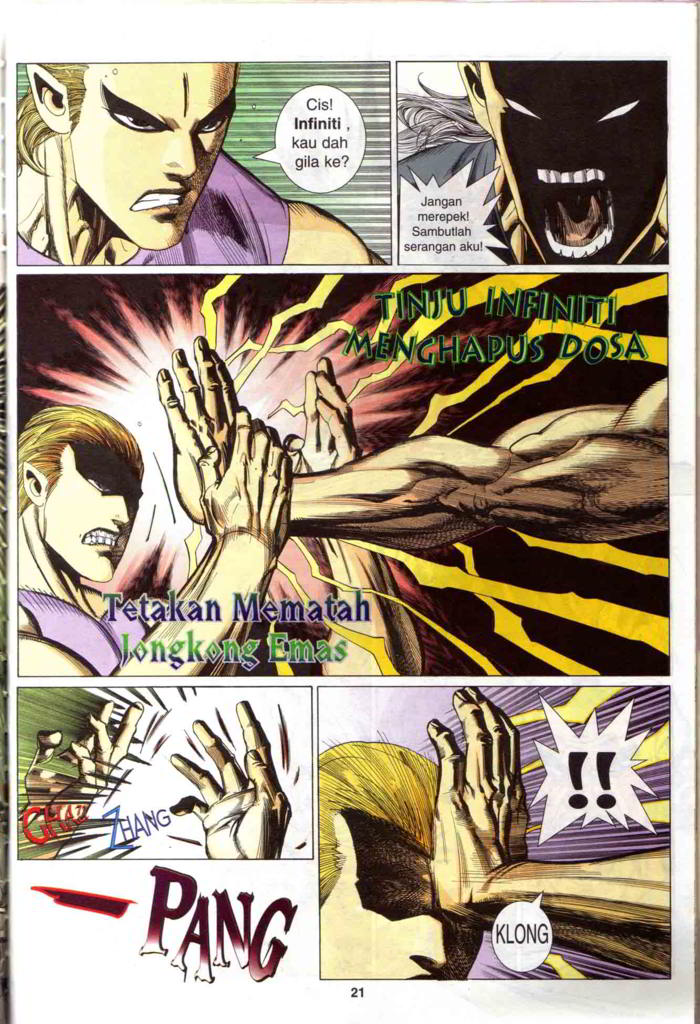 Cis!
Infiniti ,
kau dah
gila ke?
Jangan
merepek!
Sambutlah
serangan aku!
TINJU INFINITI
MENGHAPUS DOSA
Tetakan Mematah
Jongkong Emas
ZHANG
!!
PANG
KLONG
21